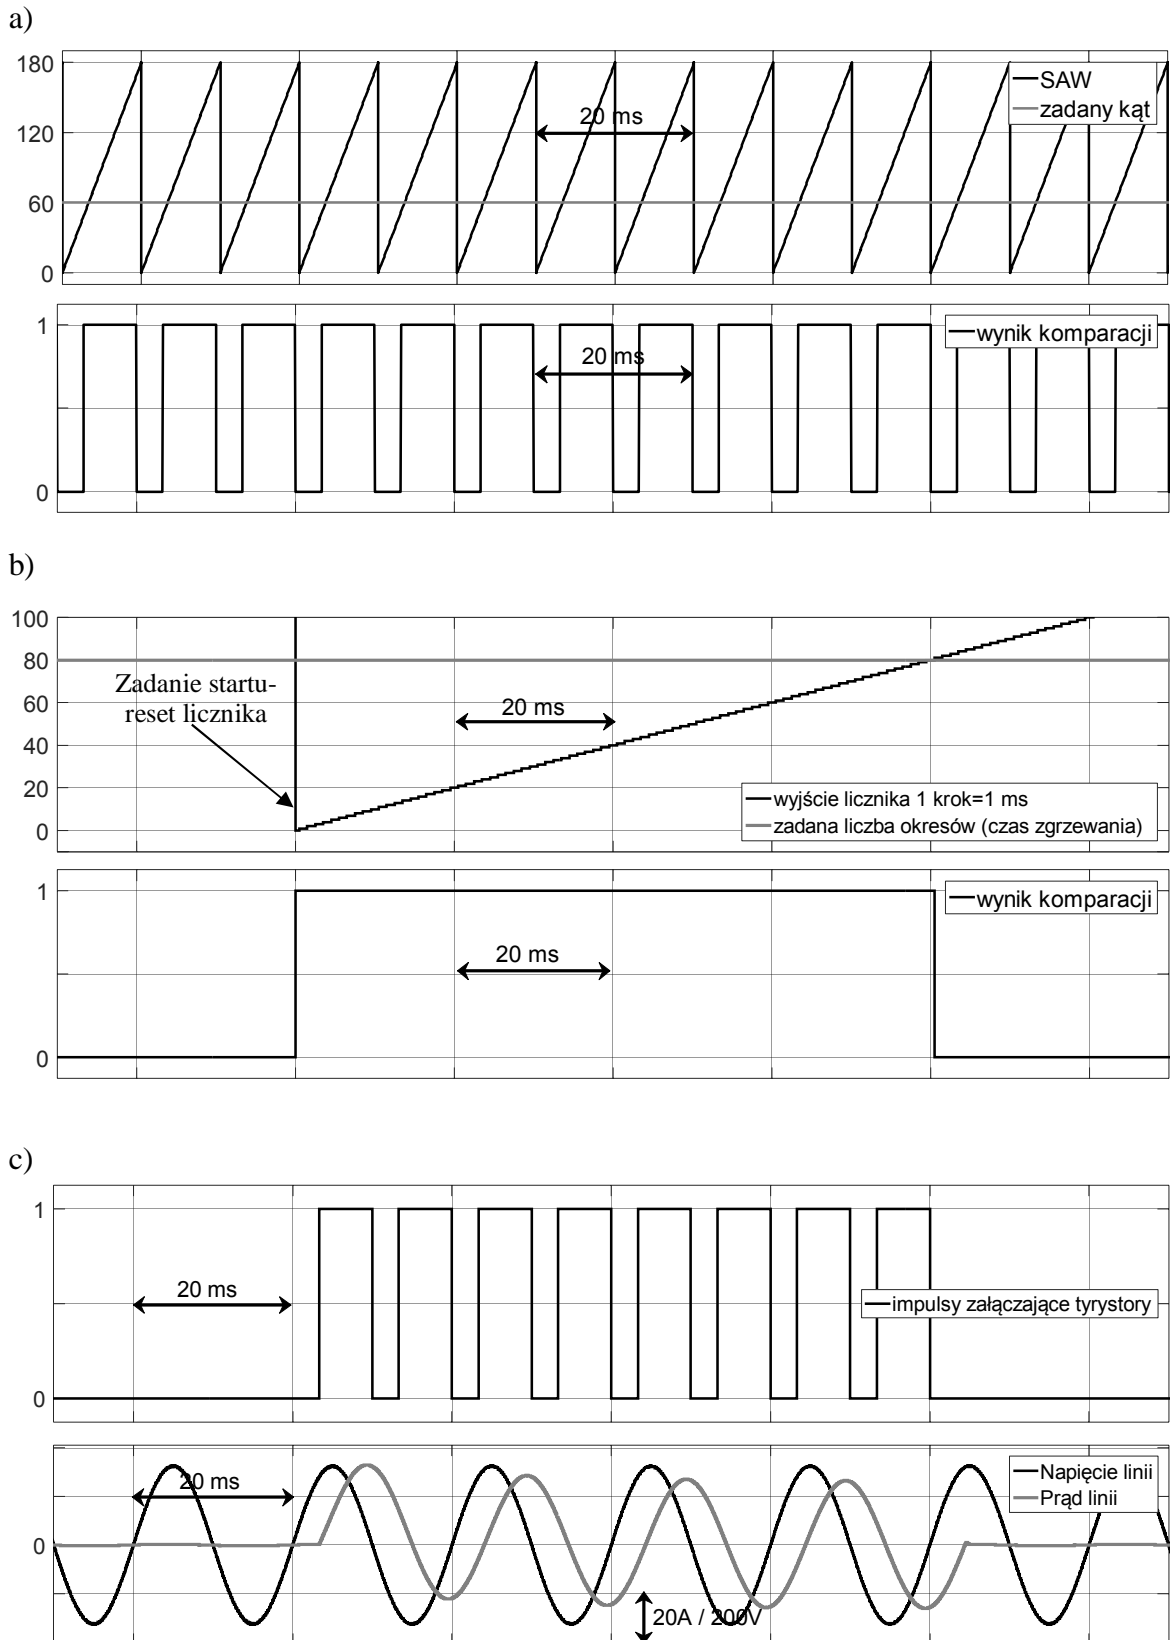 a)
180
120
60
0
SAW
zadany kąt
20 ms
1
0
wynik komparacji
20 ms
b)
100
80
60
40
20
0
Zadanie startu-
reset licznika
20 ms
wyjście licznika 1 krok=1 ms
zadana liczba okresów (czas zgrzewania)
1
0
wynik komparacji
20 ms
c)
1
0
20 ms
impulsy załączające tyrystory
0
20 ms
Napięcie linii
Prąd linii
20A / 200V